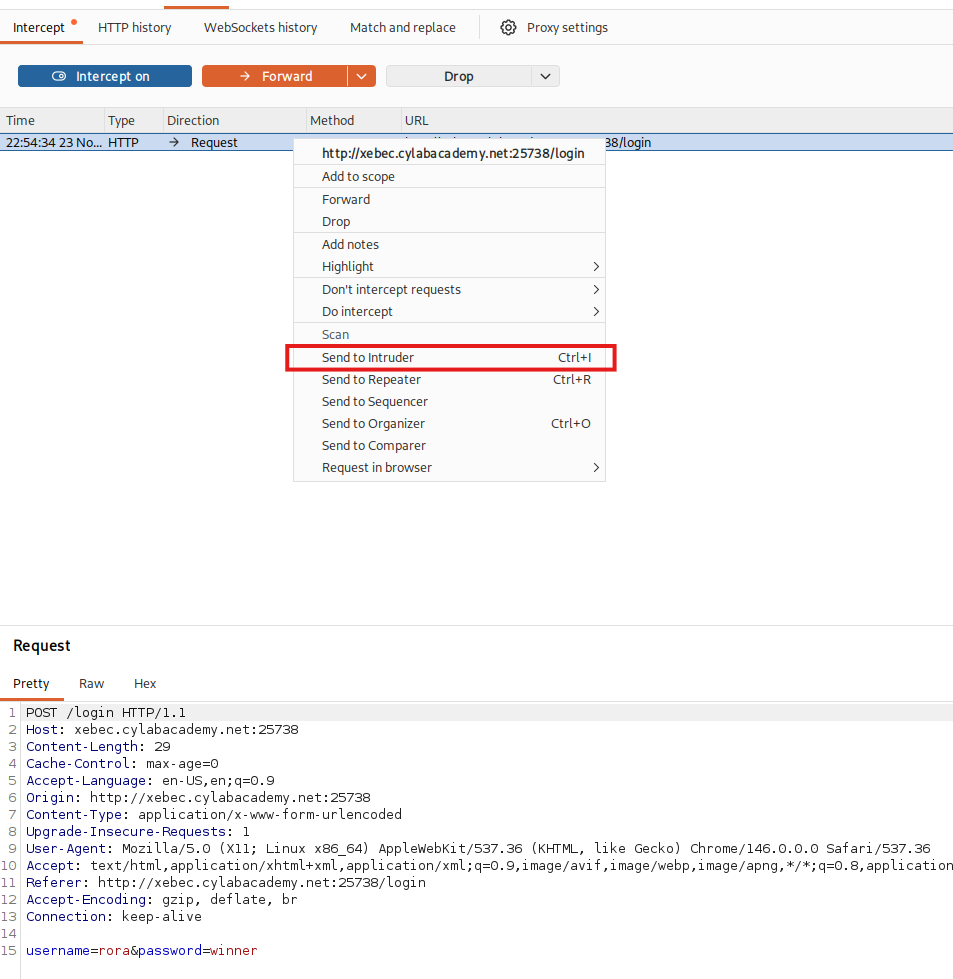 Intercept HTTP history WebSockets history Match and replace Proxy settings
Intercept on Forward Drop
Time Type Direction Method URL
22:54:34 23 No... HTTP Request 38/login
http://xebec.cylabacademy.net:25738/login
Add to scope
Forward
Drop
Add notes
Highlight
Don't intercept requests
Do intercept
Scan
Send to Intruder Ctrl+I
Send to Repeater Ctrl+R
Send to Sequencer
Send to Organizer Ctrl+O
Send to Comparer
Request in browser
Request
Pretty Raw Hex
1 POST /login HTTP/1.1
2 Host: xebec.cylabacademy.net:25738
3 Content-Length: 29
4 Cache-Control: max-age=0
5 Accept-Language: en-US,en;q=0.9
6 Origin: http://xebec.cylabacademy.net:25738
7 Content-Type: application/x-www-form-urlencoded
8 Upgrade-Insecure-Requests: 1
9 User-Agent: Mozilla/5.0 (X11; Linux x86_64) AppleWebKit/537.36 (KHTML, like Gecko) Chrome/146.0.0.0 Safari/537.36
10 Accept: text/html,application/xhtml+xml,application/xml;q=0.9,image/avif,image/webp,image/apng,*/*;q=0.8,application
11 Referer: http://xebec.cylabacademy.net:25738/login
12 Accept-Encoding: gzip, deflate, br
13 Connection: keep-alive
14
15 username=rora&password=winner